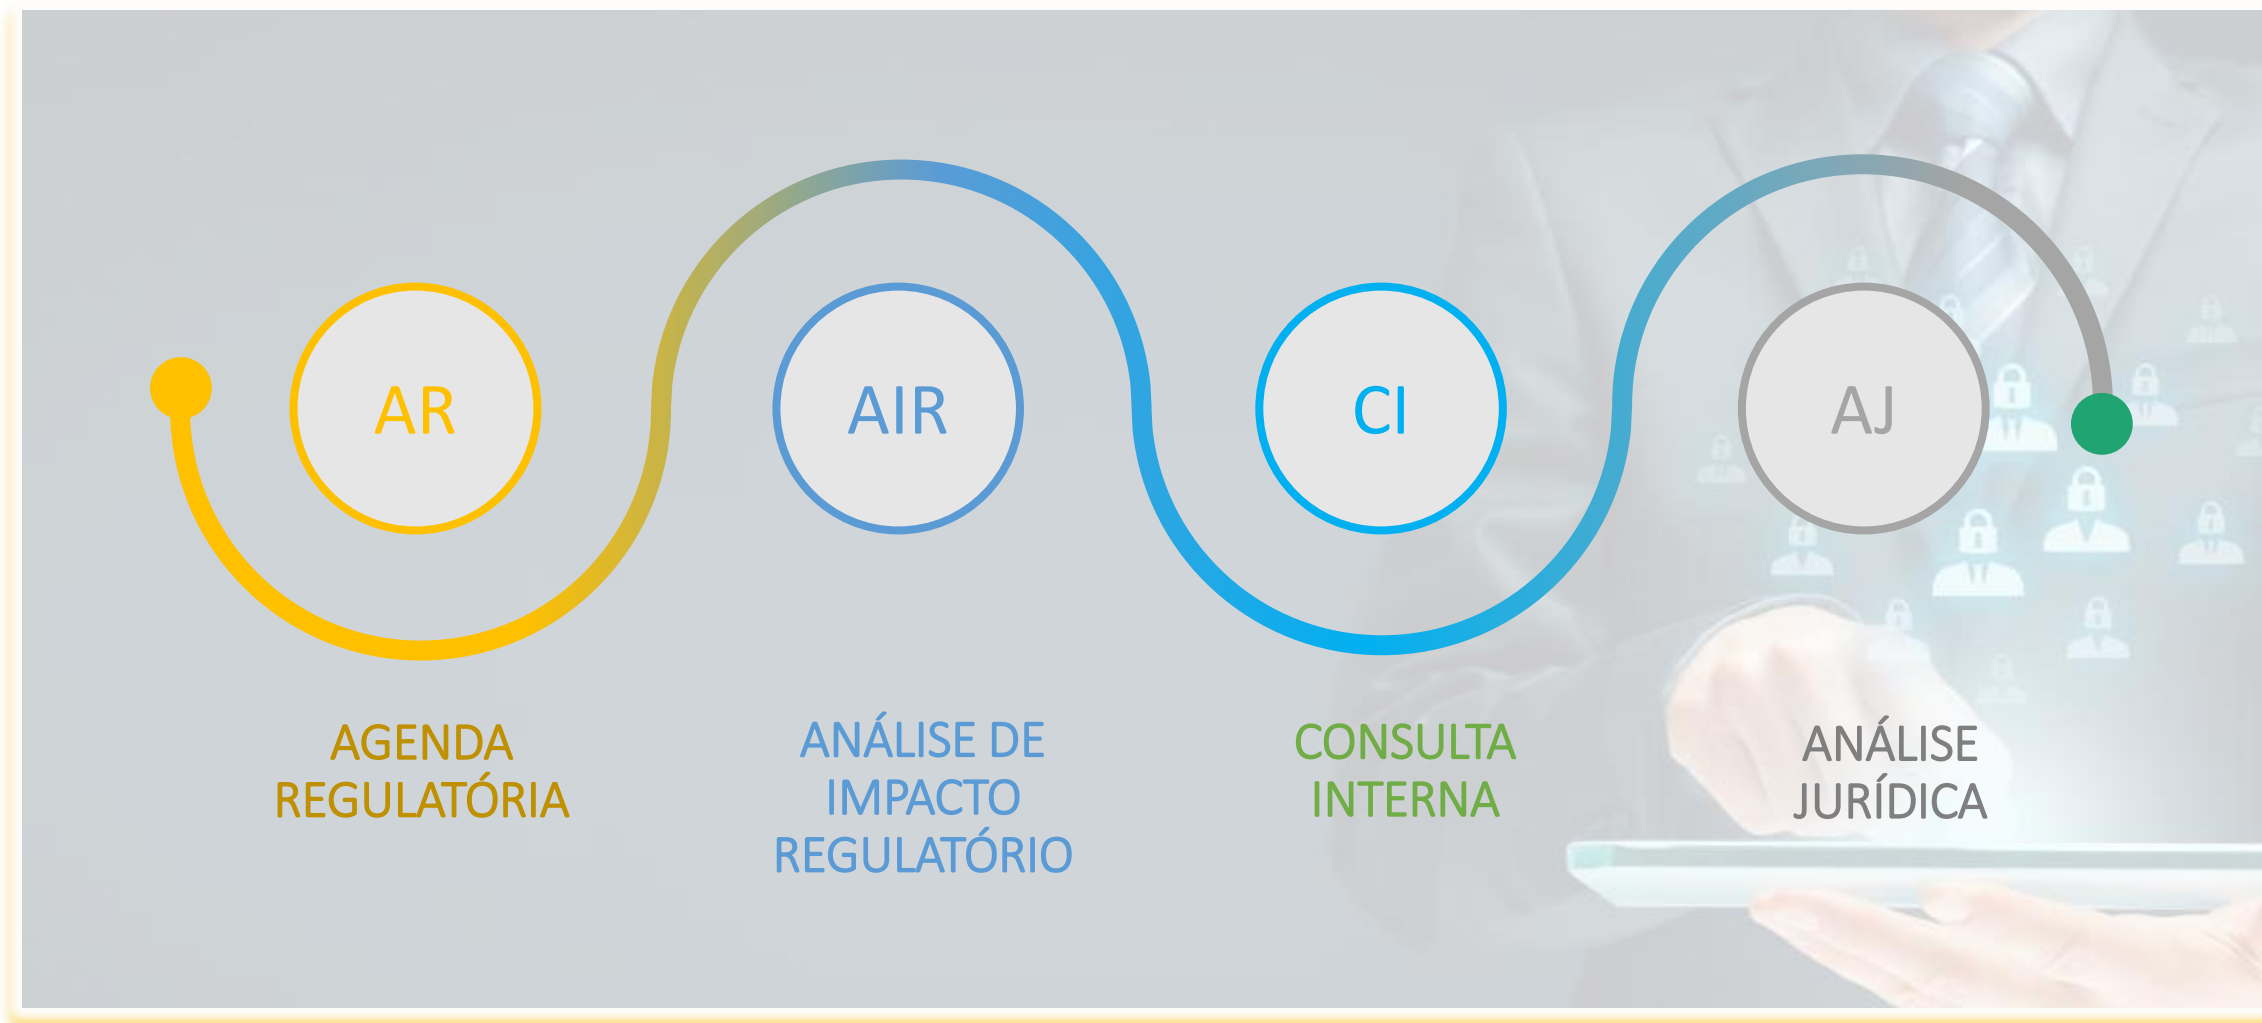 AR
AIR
CI
AJ
AGENDA
REGULATÓRIA
ANÁLISE DE
IMPACTO
REGULATÓRIO
CONSULTA
INTERNA
ANÁLISE
JURÍDICA